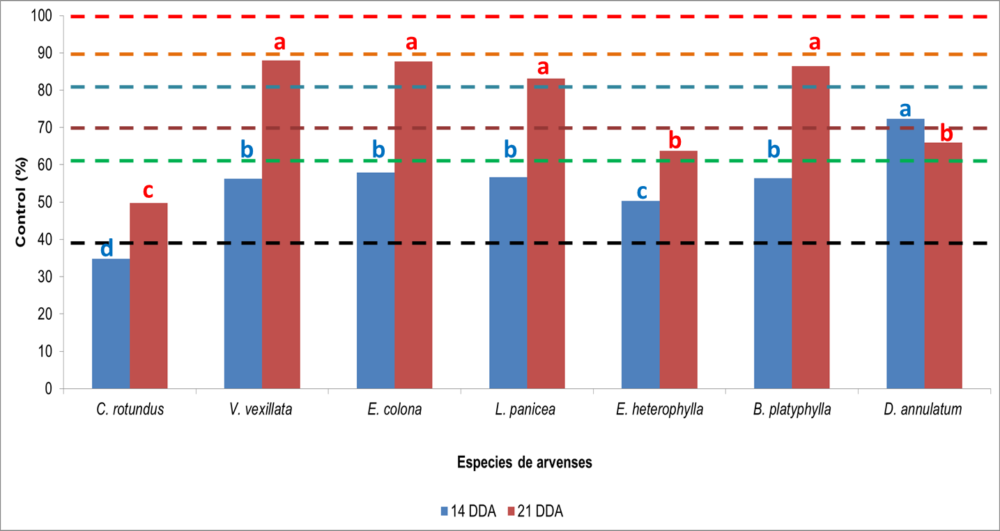 Control (%)
100
90
80
70
60
50
40
30
20
10
0
d
c
b
a
b
a
b
a
c
b
b
a
a
b
C. rotundus
V. vexillata
E. colona
L. panicea
E. heterophylla
B. platyphylla
D. annulatum
Especies de arvenses
14 DDA
21 DDA